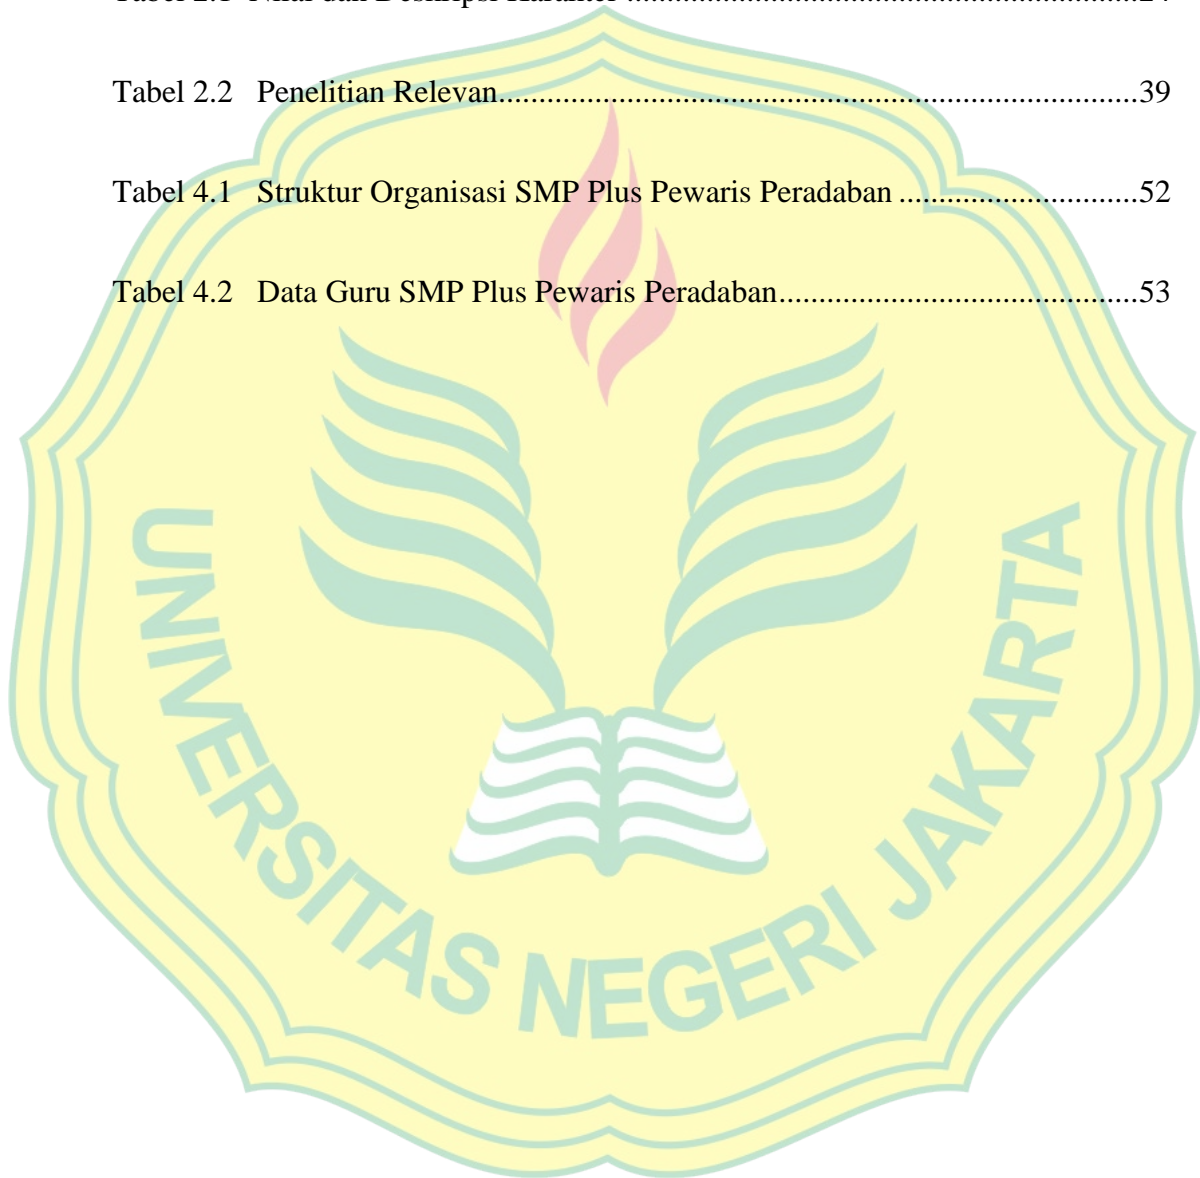 Tabel 2.2 Penelitian Relevan...............................................................................39
Tabel 4.1 Struktur Organisasi SMP Plus Pewaris Peradaban ..............................52
Tabel 4.2 Data Guru SMP Plus Pewaris Peradaban.............................................53
UNIVERSITAS NEGERI JAKARTA